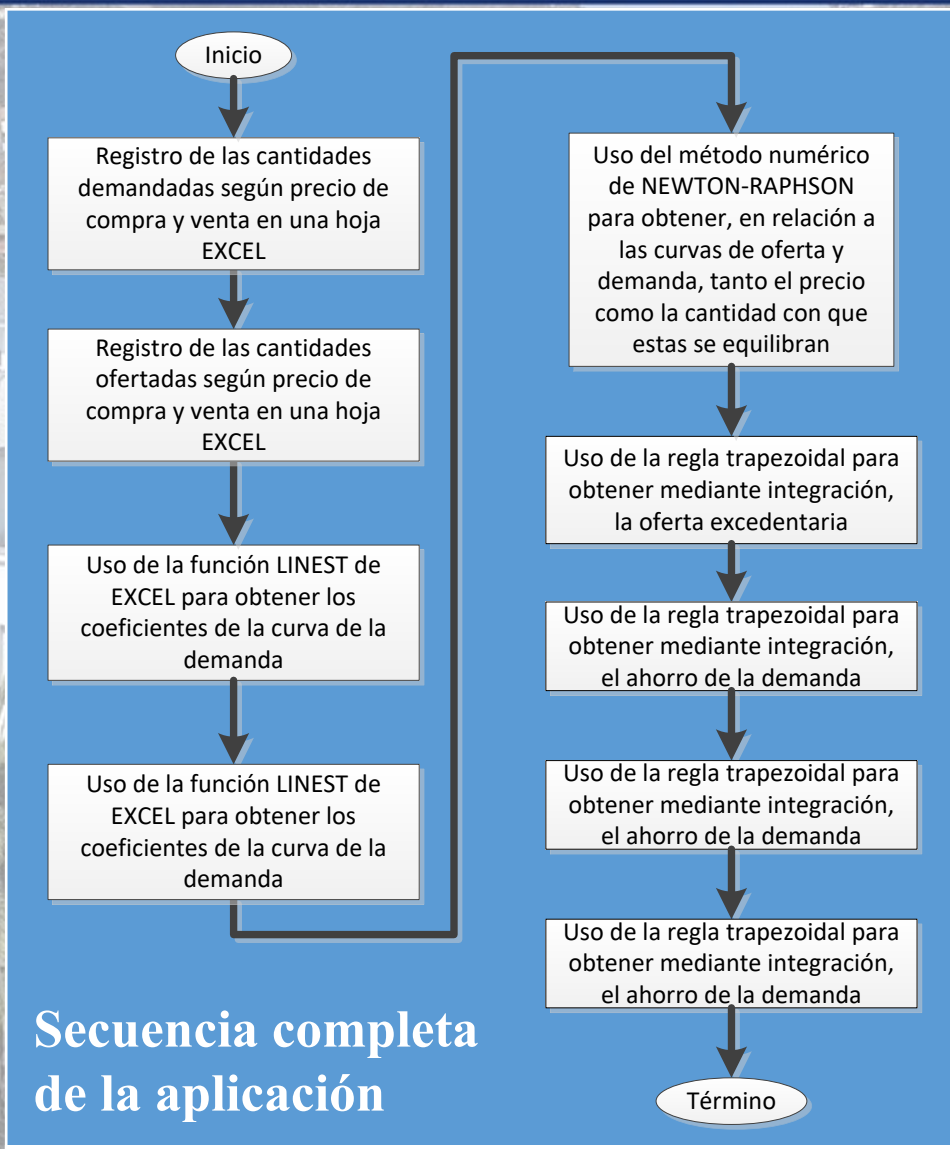 Inicio
Registro de las cantidades
demandadas según precio de
compra y venta en una hoja
EXCEL
Registro de las cantidades
ofertadas según precio de
compra y venta en una hoja
EXCEL
Uso de la función LINEST de
EXCEL para obtener los
coeficientes de la curva de la
demanda
Uso de la función LINEST de
EXCEL para obtener los
coeficientes de la curva de la
demanda
Uso del método numérico
de NEWTON-RAPHSON
para obtener, en relación a
las curvas de oferta y
demanda, tanto el precio
como la cantidad con que
estas se equilibran
Uso de la regla trapezoidal para
obtener mediante integración,
la oferta excedentaria
Uso de la regla trapezoidal para
obtener mediante integración,
el ahorro de la demanda
Uso de la regla trapezoidal para
obtener mediante integración,
el ahorro de la demanda
Uso de la regla trapezoidal para
obtener mediante integración,
el ahorro de la demanda
Término
Secuencia completa
de la aplicación